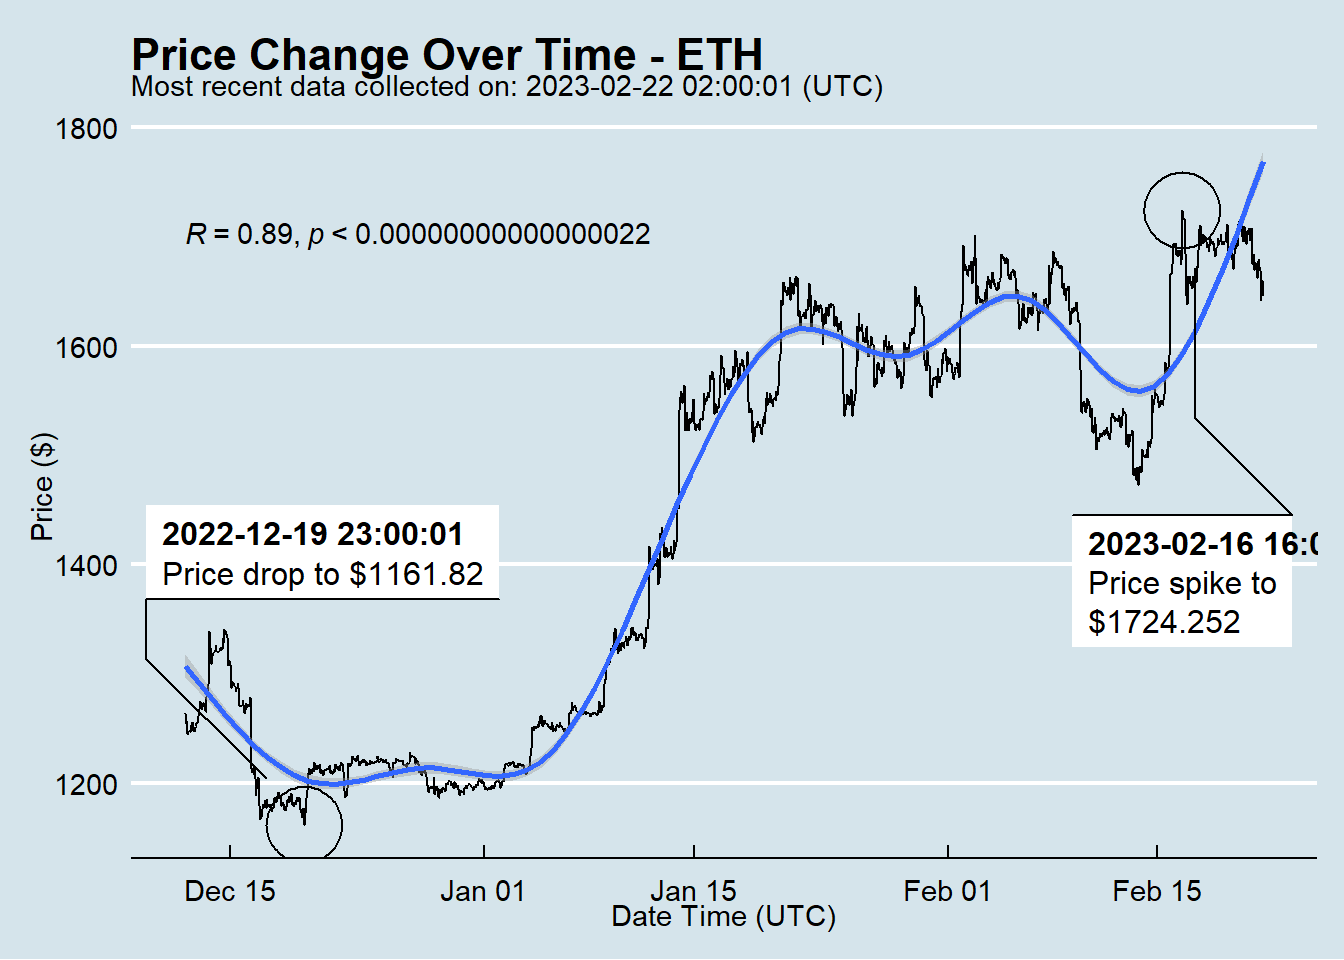 Price Change Over Time - ETH
Most recent data collected on: 2023-02-22 02:00:01 (UTC)
1800
R = 0.89, p < 0.00000000000000022
1600
Price ($)
2022-12-19 23:00:01
Price drop to $1161.82
1400
2023-02-16 16:0
Price spike to
$1724.252
1200
Dec 15
Jan 01
Jan 15
Feb 01
Feb 15
Date Time (UTC)